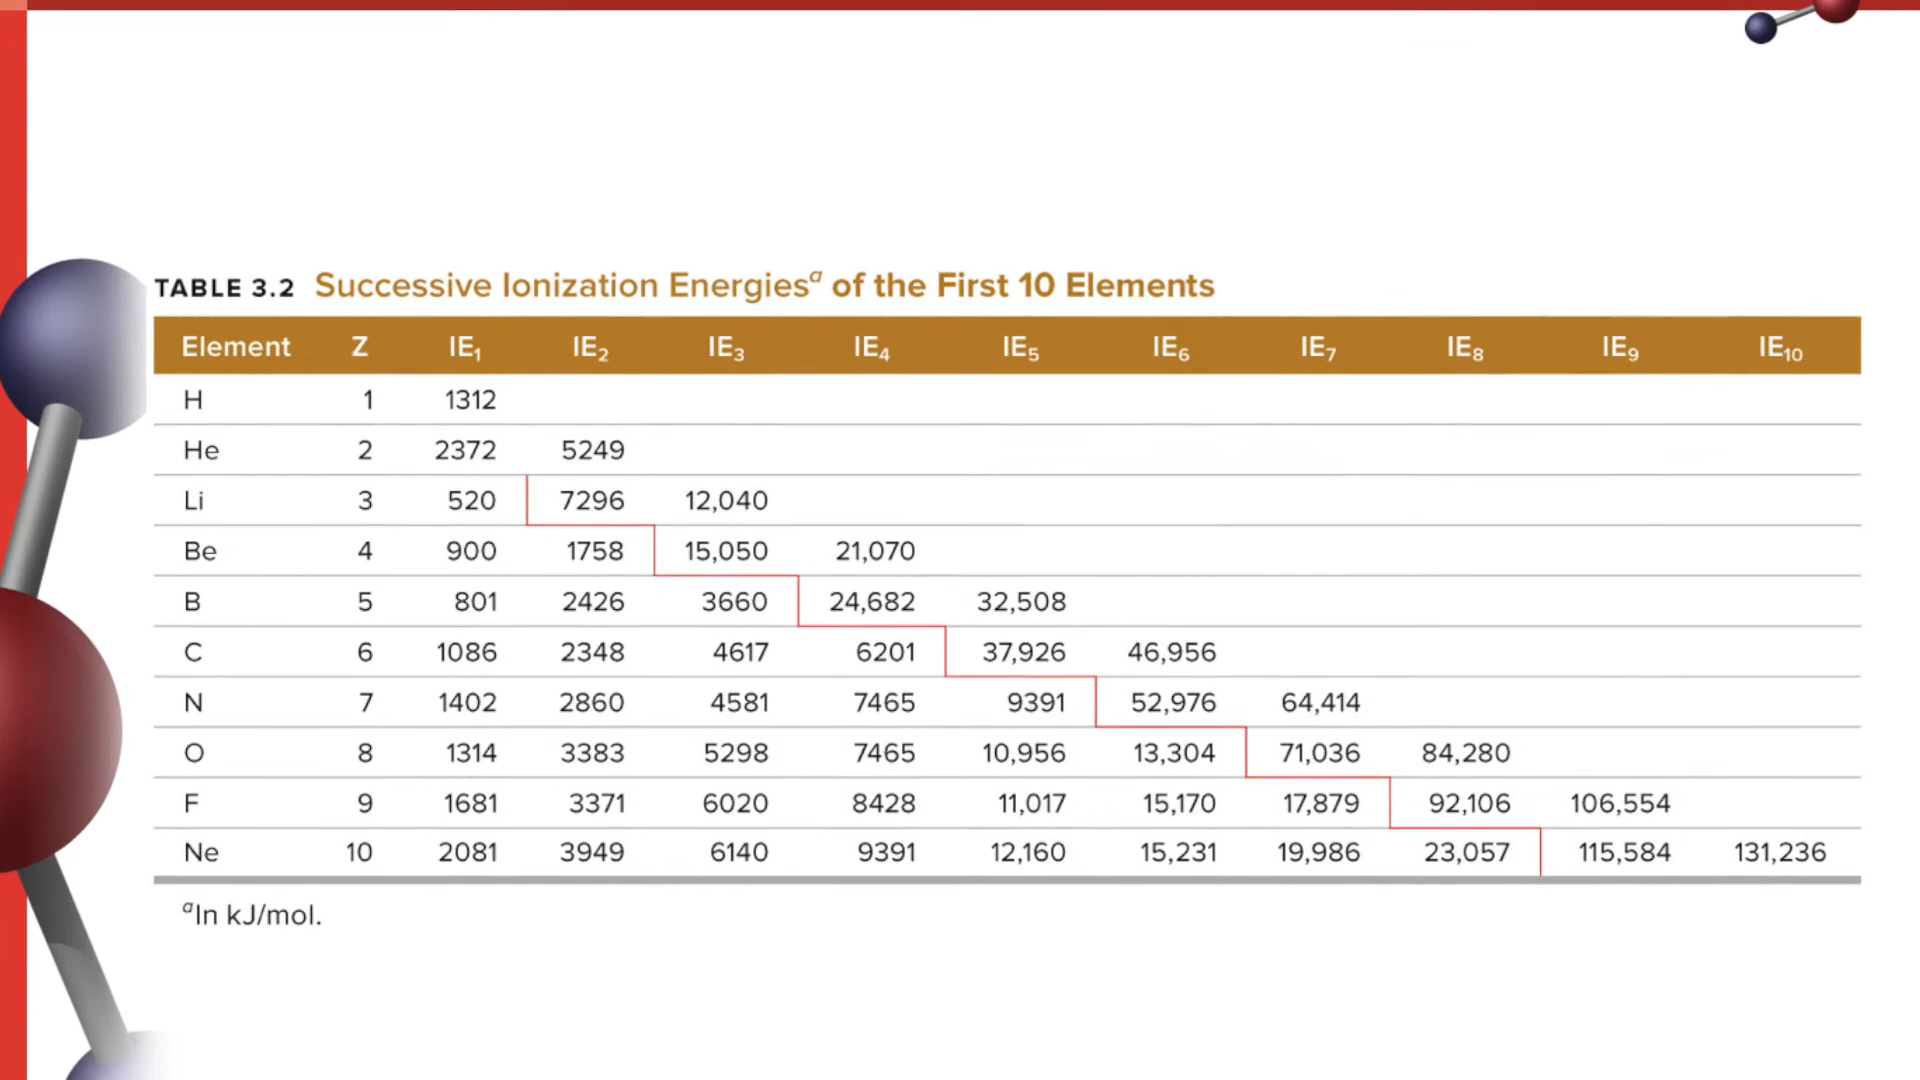 TABLE 3.2 Successive Ionization Energiesᵃ of the First 10 Elements
Element Z IE₁ IE₂ IE₃ IE₄ IE₅ IE₆ IE₇ IE₈ IE₉ IE₁₀
H 1 1312
He 2 2372 5249
Li 3 520 7296 12,040
Be 4 900 1758 15,050 21,070
B 5 801 2426 3660 24,682 32,508
C 6 1086 2348 4617 6201 37,926 46,956
N 7 1402 2860 4581 7465 9391 52,976 64,414
O 8 1314 3383 5298 7465 10,956 13,304 71,036 84,280
F 9 1681 3371 6020 8428 11,017 15,170 17,879 92,106 106,554
Ne 10 2081 3949 6140 9391 12,160 15,231 19,986 23,057 115,584 131,236
ᵃIn kJ/mol.